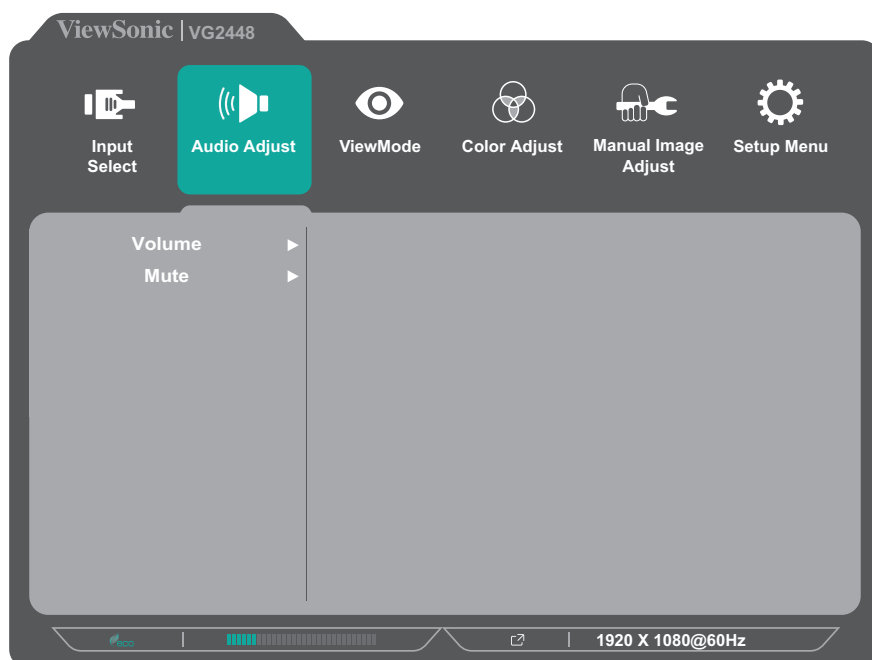 ViewSonic | VG2448
Input
Select
Audio Adjust
ViewMode
Color Adjust
Manual Image
Adjust
Setup Menu
Volume
Mute
eco
1920 X 1080@60Hz